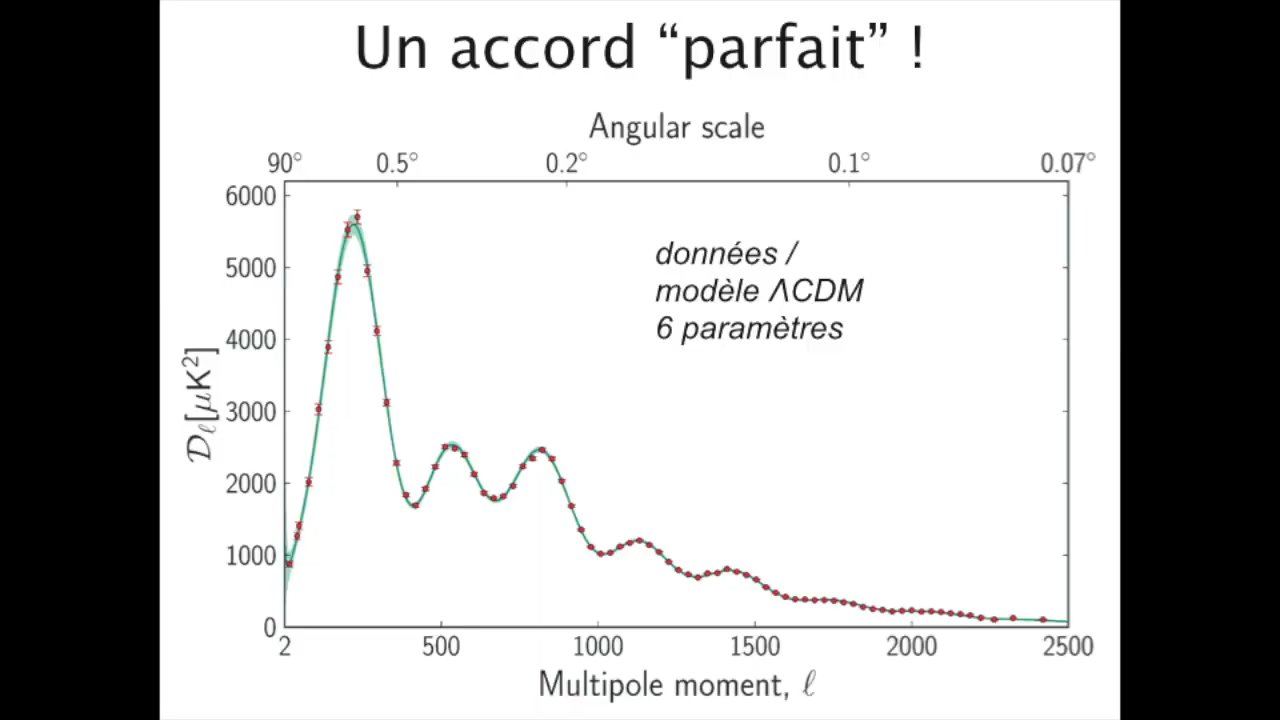 Un accord “parfait” !
Angular scale
90° 0.5° 0.2° 0.1° 0.07°
6000
5000
4000
3000
2000
1000
0
données /
modèle ΛCDM
6 paramètres
𝒟ℓ[μK²]
2 500 1000 1500 2000 2500
Multipole moment, ℓ